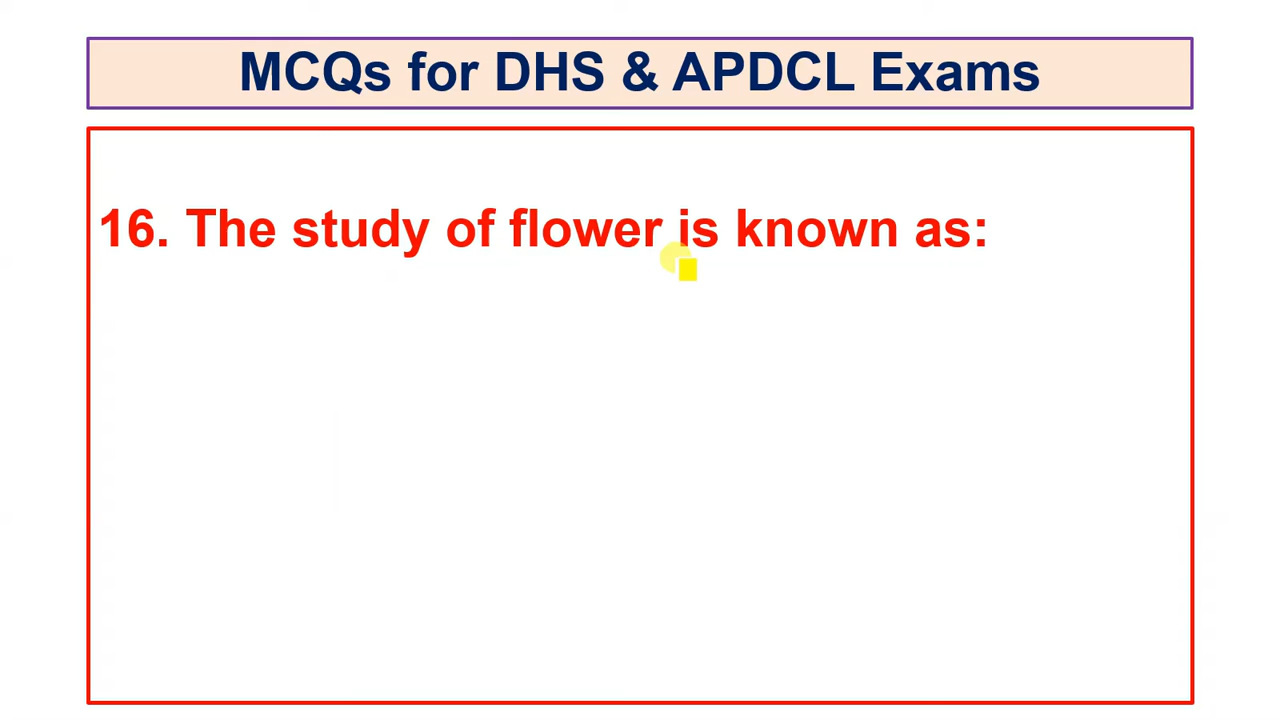 MCQs for DHS & APDCL Exams
16. The study of flower is known as: